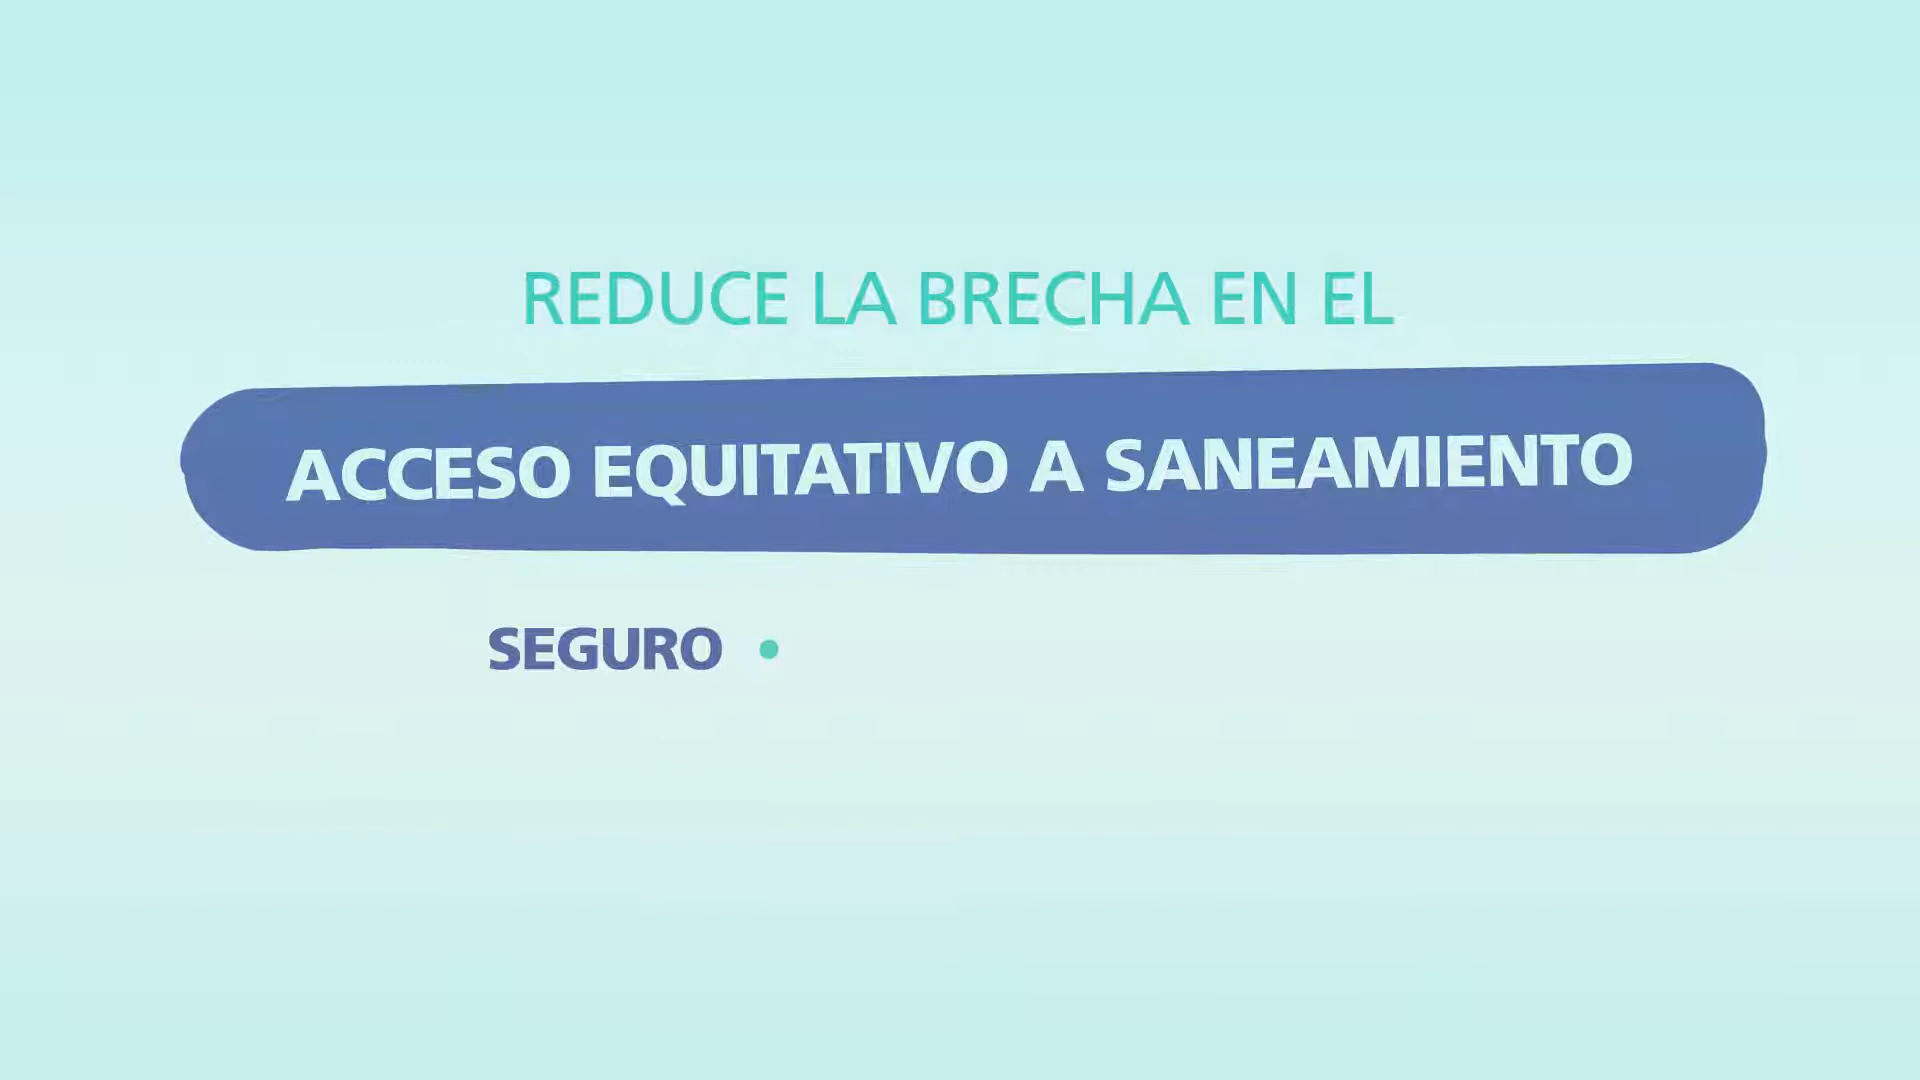 REDUCE LA BRECHA EN EL
ACCESO EQUITATIVO A SANEAMIENTO
SEGURO •